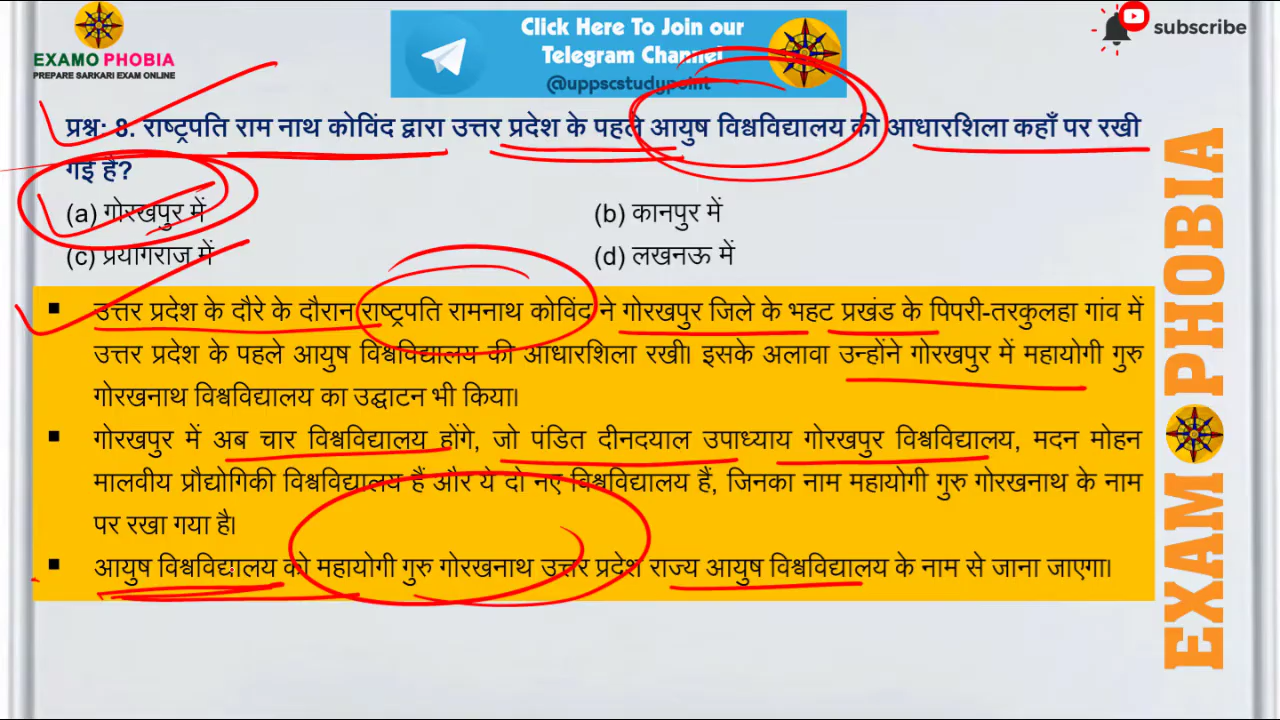 EXAMO PHOBIA
PREPARE SARKARI EXAM ONLINE
Click Here To Join our
Telegram Channel
@uppscstudypoint
subscribe
प्रश्न: 8. राष्ट्रपति राम नाथ कोविंद द्वारा उत्तर प्रदेश के पहले आयुष विश्वविद्यालय की आधारशिला कहाँ पर रखी
गई है?
(a) गोरखपुर में
(b) कानपुर में
(c) प्रयागराज में
(d) लखनऊ में
▪ उत्तर प्रदेश के दौरे के दौरान राष्ट्रपति रामनाथ कोविंद ने गोरखपुर जिले के भहट प्रखंड के पिपरी-तरकुलहा गांव में
उत्तर प्रदेश के पहले आयुष विश्वविद्यालय की आधारशिला रखी। इसके अलावा उन्होंने गोरखपुर में महायोगी गुरु
गोरखनाथ विश्वविद्यालय का उद्घाटन भी किया।
▪ गोरखपुर में अब चार विश्वविद्यालय होंगे, जो पंडित दीनदयाल उपाध्याय गोरखपुर विश्वविद्यालय, मदन मोहन
मालवीय प्रौद्योगिकी विश्वविद्यालय हैं और ये दो नए विश्वविद्यालय हैं, जिनका नाम महायोगी गुरु गोरखनाथ के नाम
पर रखा गया है।
▪ आयुष विश्वविद्यालय को महायोगी गुरु गोरखनाथ उत्तर प्रदेश राज्य आयुष विश्वविद्यालय के नाम से जाना जाएगा।
EXAM PHOBIA